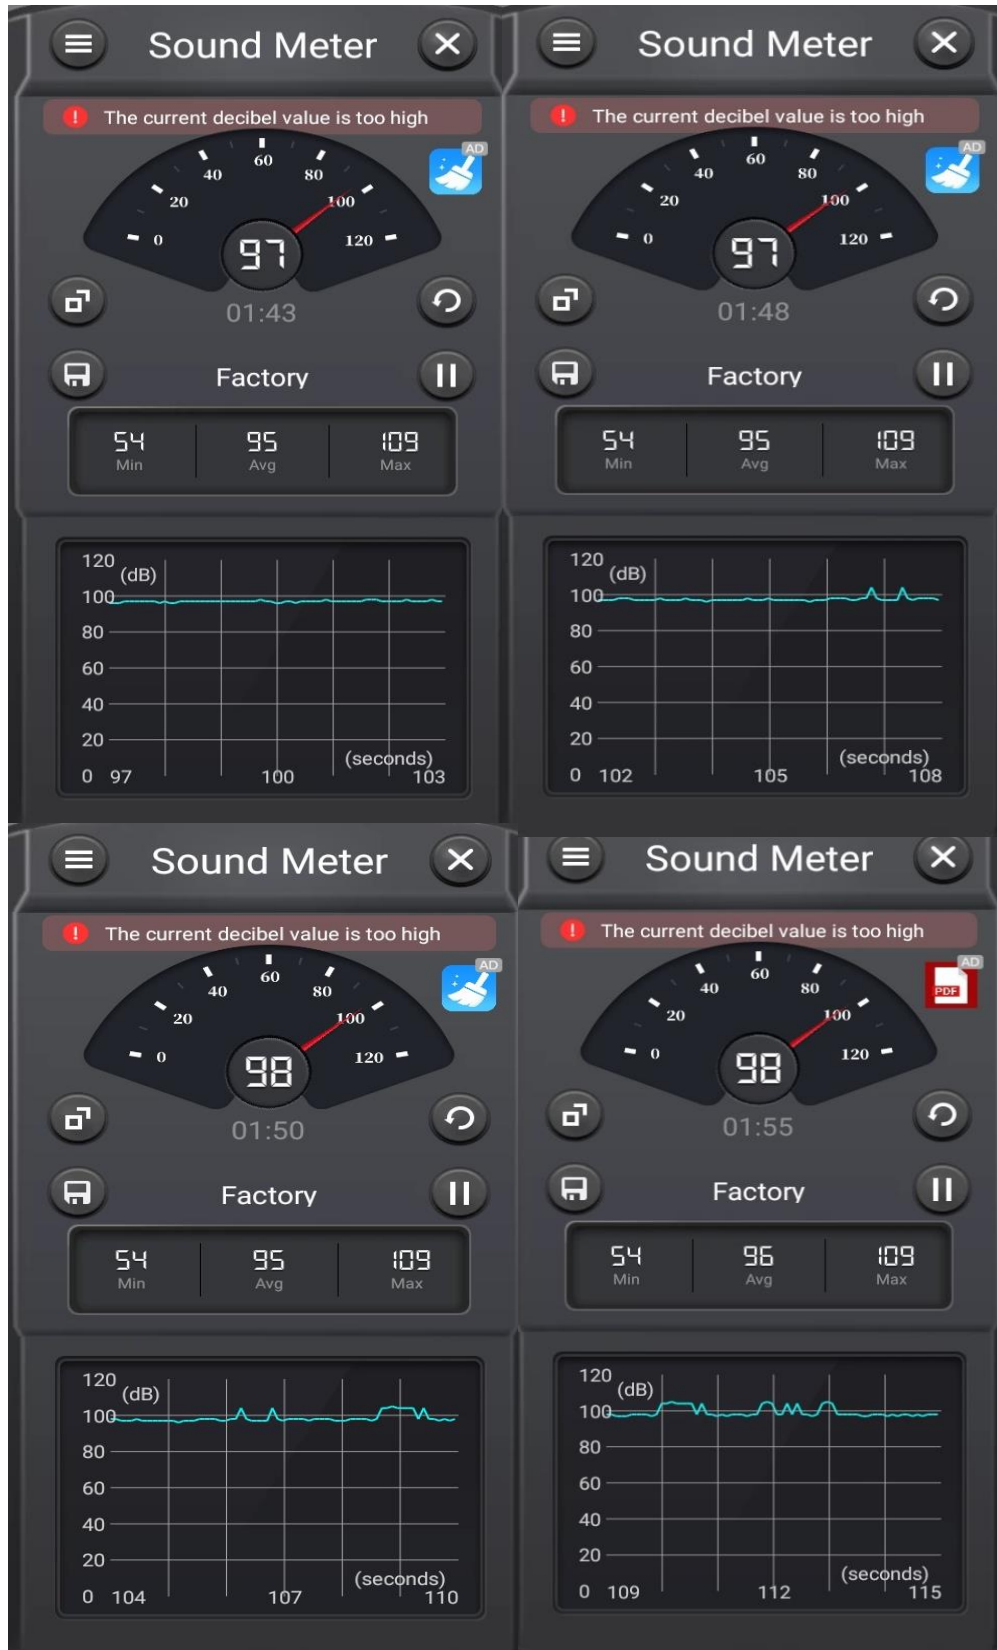 Sound Meter
The current decibel value is too high
AD
0 20 40 60 80 100 120
97
01:43
Factory
54 95 109
Min Avg Max
120
(dB)
100
80
60
40
20
(seconds)
0 97 100 103
Sound Meter
The current decibel value is too high
AD
0 20 40 60 80 100 120
97
01:48
Factory
54 95 109
Min Avg Max
120
(dB)
100
80
60
40
20
(seconds)
0 102 105 108
Sound Meter
The current decibel value is too high
AD
0 20 40 60 80 100 120
98
01:50
Factory
54 95 109
Min Avg Max
120
(dB)
100
80
60
40
20
(seconds)
0 104 107 110
Sound Meter
The current decibel value is too high
AD
PDF
0 20 40 60 80 100 120
98
01:55
Factory
54 96 109
Min Avg Max
120
(dB)
100
80
60
40
20
(seconds)
0 109 112 115